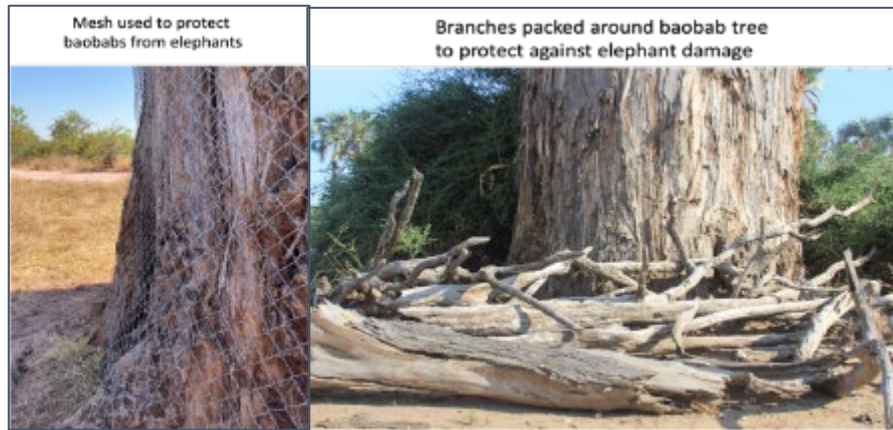 Mesh used to protect
baobabs from elephants
Branches packed around baobab tree
to protect against elephant damage